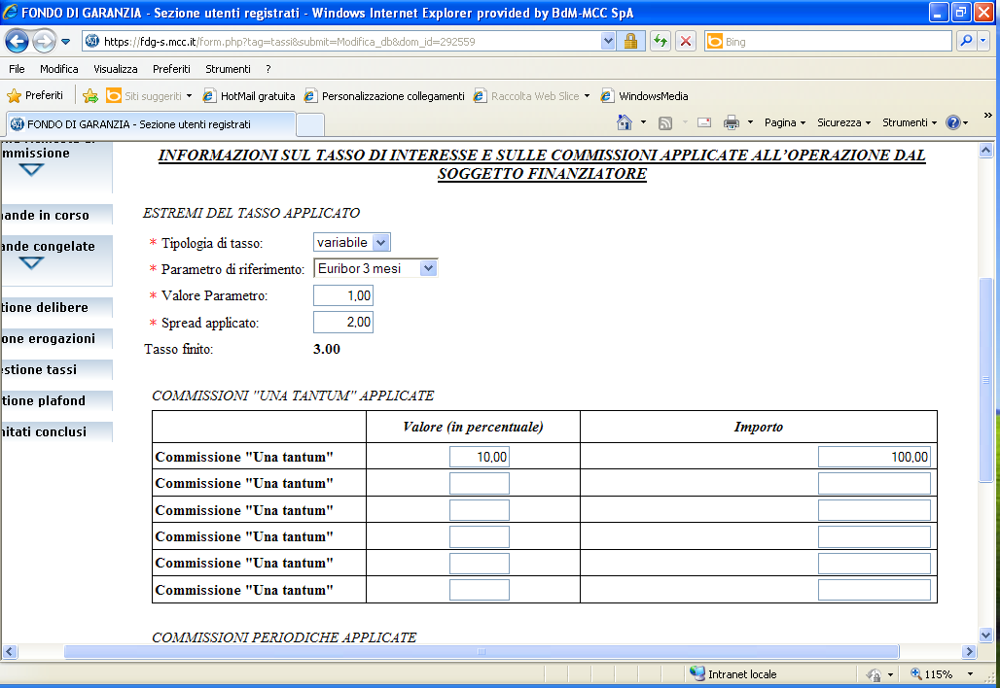 FONDO DI GARANZIA - Sezione utenti registrati - Windows Internet Explorer provided by BdM-MCC SpA
https://fdg-s.mcc.it/form.php?tag=tassi&submit=Modifica_db&dom_id=292559
Bing
File Modifica Visualizza Preferiti Strumenti ?
Preferiti Siti suggeriti HotMail gratuita Personalizzazione collegamenti Raccolta Web Slice WindowsMedia
FONDO DI GARANZIA - Sezione utenti registrati
Pagina Sicurezza Strumenti »
mmissione
ande in corso
ande congelate
tione delibere
one erogazioni
estione tassi
tione plafond
nitati conclusi
INFORMAZIONI SUL TASSO DI INTERESSE E SULLE COMMISSIONI APPLICATE ALL'OPERAZIONE DAL
SOGGETTO FINANZIATORE
ESTREMI DEL TASSO APPLICATO
* Tipologia di tasso: variabile
* Parametro di riferimento: Euribor 3 mesi
* Valore Parametro: 1,00
* Spread applicato: 2,00
Tasso finito: 3.00
COMMISSIONI "UNA TANTUM" APPLICATE
Valore (in percentuale) Importo
Commissione "Una tantum" 10,00 100,00
Commissione "Una tantum"
Commissione "Una tantum"
Commissione "Una tantum"
Commissione "Una tantum"
Commissione "Una tantum"
COMMISSIONI PERIODICHE APPLICATE
Intranet locale 115%